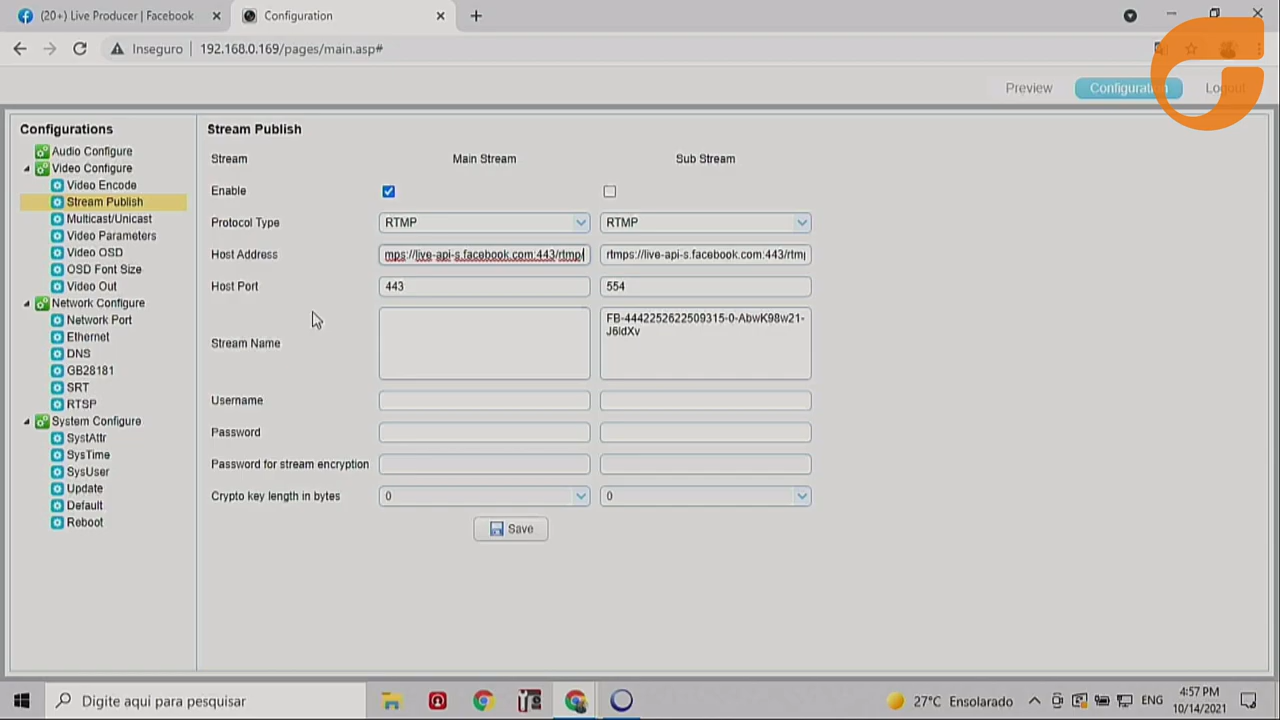 (20+) Live Producer | Facebook
Configuration
Inseguro
192.168.0.169/pages/main.asp#
Preview
Configuration
Logout
Configurations
Audio Configure
Video Configure
Video Encode
Stream Publish
Multicast/Unicast
Video Parameters
Video OSD
OSD Font Size
Video Out
Network Configure
Network Port
Ethernet
DNS
GB28181
SRT
RTSP
System Configure
SystAttr
SysTime
SysUser
Update
Default
Reboot
Stream Publish
Stream Main Stream Sub Stream
Enable
Protocol Type RTMP RTMP
Host Address mps://live-api-s.facebook.com:443/rtmp/ rtmps://live-api-s.facebook.com:443/rtm
Host Port 443 554
Stream Name
FB-4442252622509315-0-AbwK98w21-
J6ldXv
Username
Password
Password for stream encryption
Crypto key length in bytes 0 0
Save
Digite aqui para pesquisar
27°C Ensolarado
ENG
4:57 PM
10/14/2021